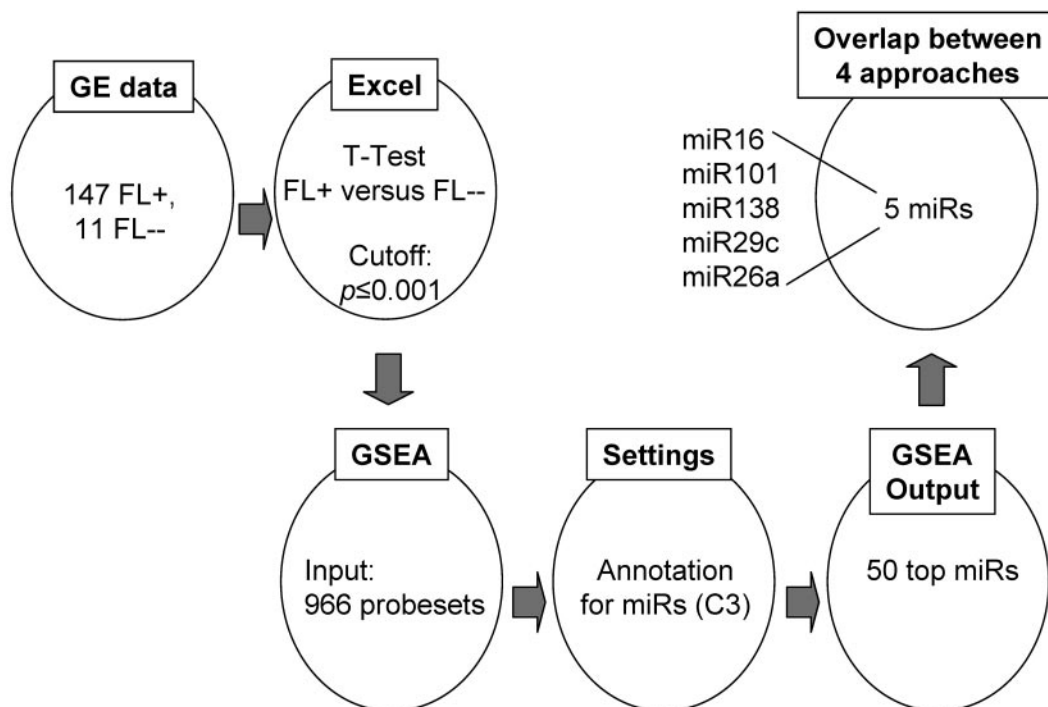 GE data
147 FL+,
11 FL--
Excel
T-Test
FL+ versus FL--
Cutoff:
p≤0.001
GSEA
Input:
966 probesets
Settings
Annotation
for miRs (C3)
GSEA
Output
50 top miRs
Overlap between
4 approaches
miR16
miR101
miR138
miR29c
miR26a
5 miRs